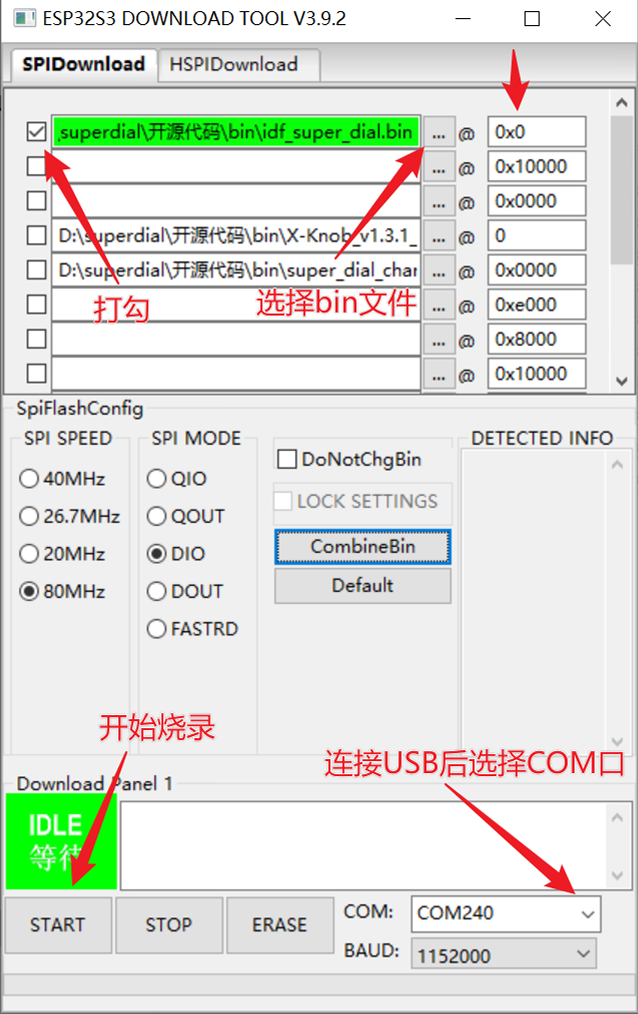 ESP32S3 DOWNLOAD TOOL V3.9.2
SPIDownload HSPIDownload
superdial\开源代码\bin\idf_super_dial.bin ... @ 0x0
... @ 0x10000
... @ 0x0000
D:\superdial\开源代码\bin\X-Knob_v1.3.1_ ... @ 0
D:\superdial\开源代码\bin\super_dial_char ... @ 0x0000
打勾 选择bin文件
... @ 0xe000
... @ 0x8000
... @ 0x10000
SpiFlashConfig
SPI SPEED
40MHz
26.7MHz
20MHz
80MHz
SPI MODE
QIO
QOUT
DIO
DOUT
FASTRD
DoNotChgBin
LOCK SETTINGS
CombineBin
Default
DETECTED INFO
开始烧录
连接USB后选择COM口
Download Panel 1
IDLE
等待
START STOP ERASE
COM: COM240
BAUD: 1152000